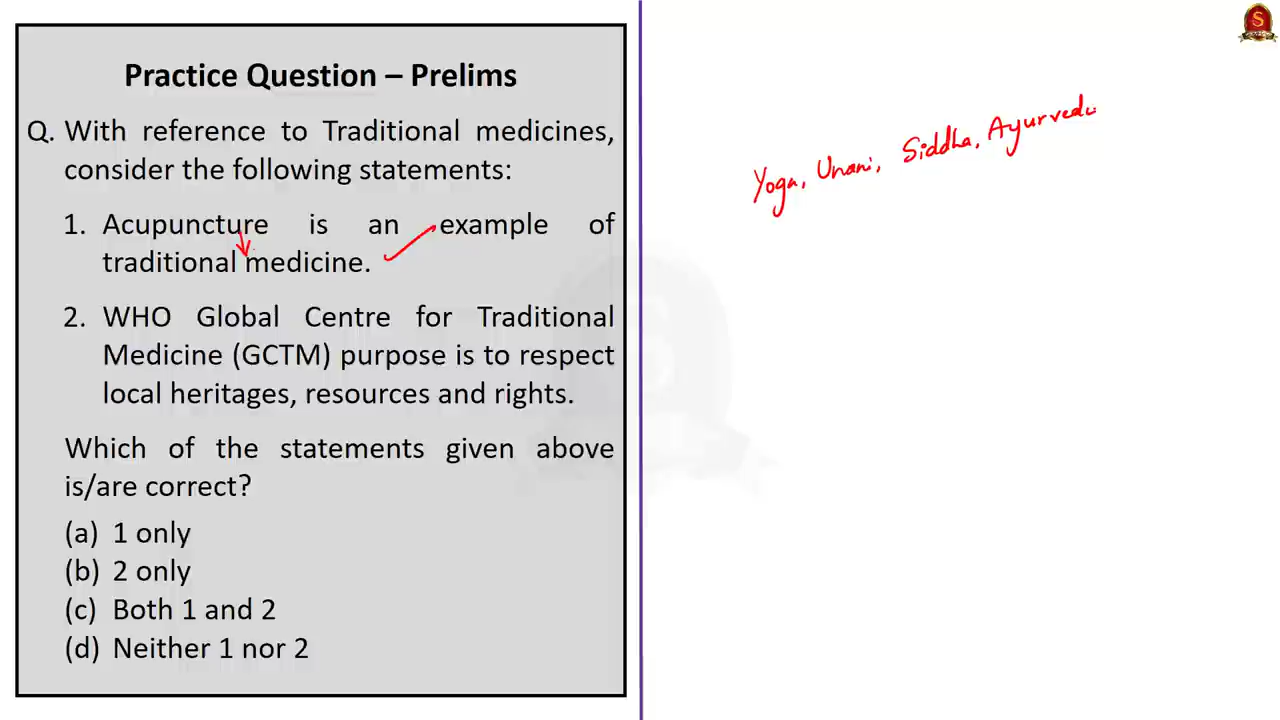 Practice Question – Prelims
Q. With reference to Traditional medicines,
consider the following statements:
1. Acupuncture is an example of
traditional medicine.
2. WHO Global Centre for Traditional
Medicine (GCTM) purpose is to respect
local heritages, resources and rights.
Which of the statements given above
is/are correct?
(a) 1 only
(b) 2 only
(c) Both 1 and 2
(d) Neither 1 nor 2
Yoga, Unani, Siddha, Ayurveda
S